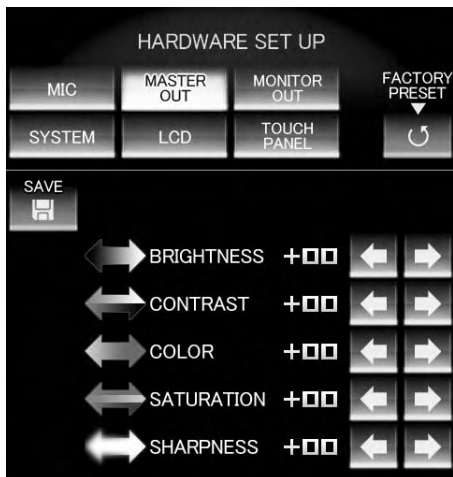 HARDWARE SET UP
MIC
MASTER
OUT
MONITOR
OUT
FACTORY
PRESET
SYSTEM
LCD
TOUCH
PANEL
SAVE
BRIGHTNESS +00
CONTRAST +00
COLOR +00
SATURATION +00
SHARPNESS +00